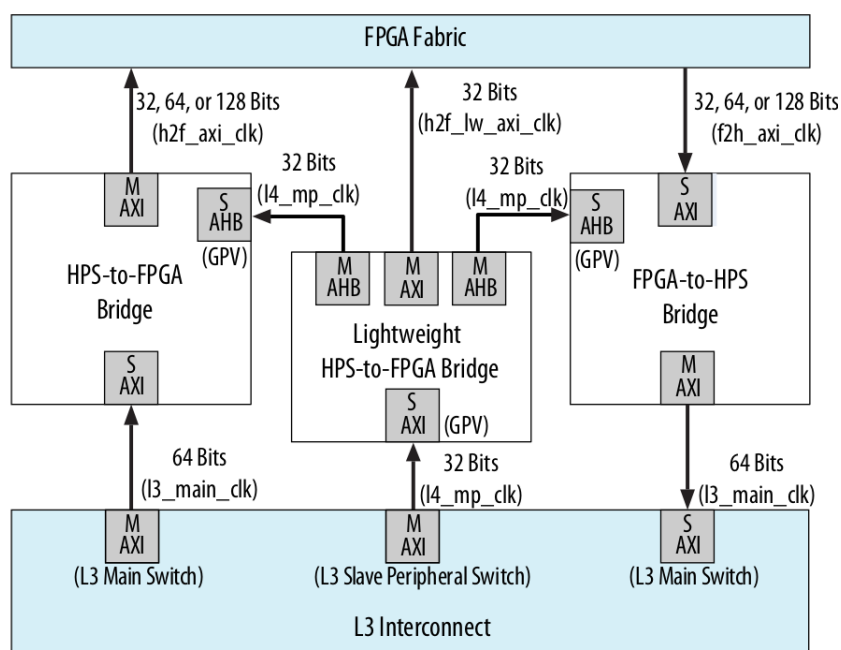 FPGA Fabric
32, 64, or 128 Bits
(h2f_axi_clk)
32 Bits
(h2f_lw_axi_clk)
32, 64, or 128 Bits
(f2h_axi_clk)
32 Bits
(l4_mp_clk)
32 Bits
(l4_mp_clk)
M
AXI
S
AHB
(GPV)
HPS-to-FPGA
Bridge
S
AXI
M
AHB
M
AXI
M
AHB
Lightweight
HPS-to-FPGA Bridge
S
AXI
(GPV)
S
AHB
(GPV)
S
AXI
FPGA-to-HPS
Bridge
M
AXI
64 Bits
(l3_main_clk)
32 Bits
(l4_mp_clk)
64 Bits
(l3_main_clk)
M
AXI
(L3 Main Switch)
M
AXI
(L3 Slave Peripheral Switch)
S
AXI
(L3 Main Switch)
L3 Interconnect